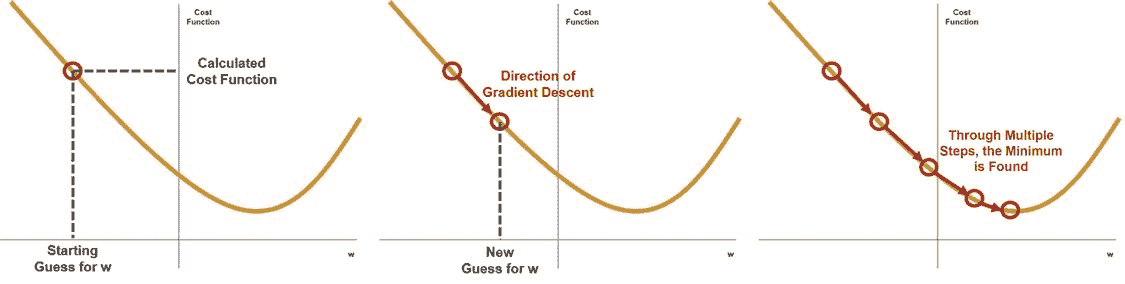 Cost
Function
Calculated
Cost Function
Starting
Guess for w
w
Cost
Function
Direction of
Gradient Descent
New
Guess for w
w
Cost
Function
Through Multiple
Steps, the Minimum
is Found
w